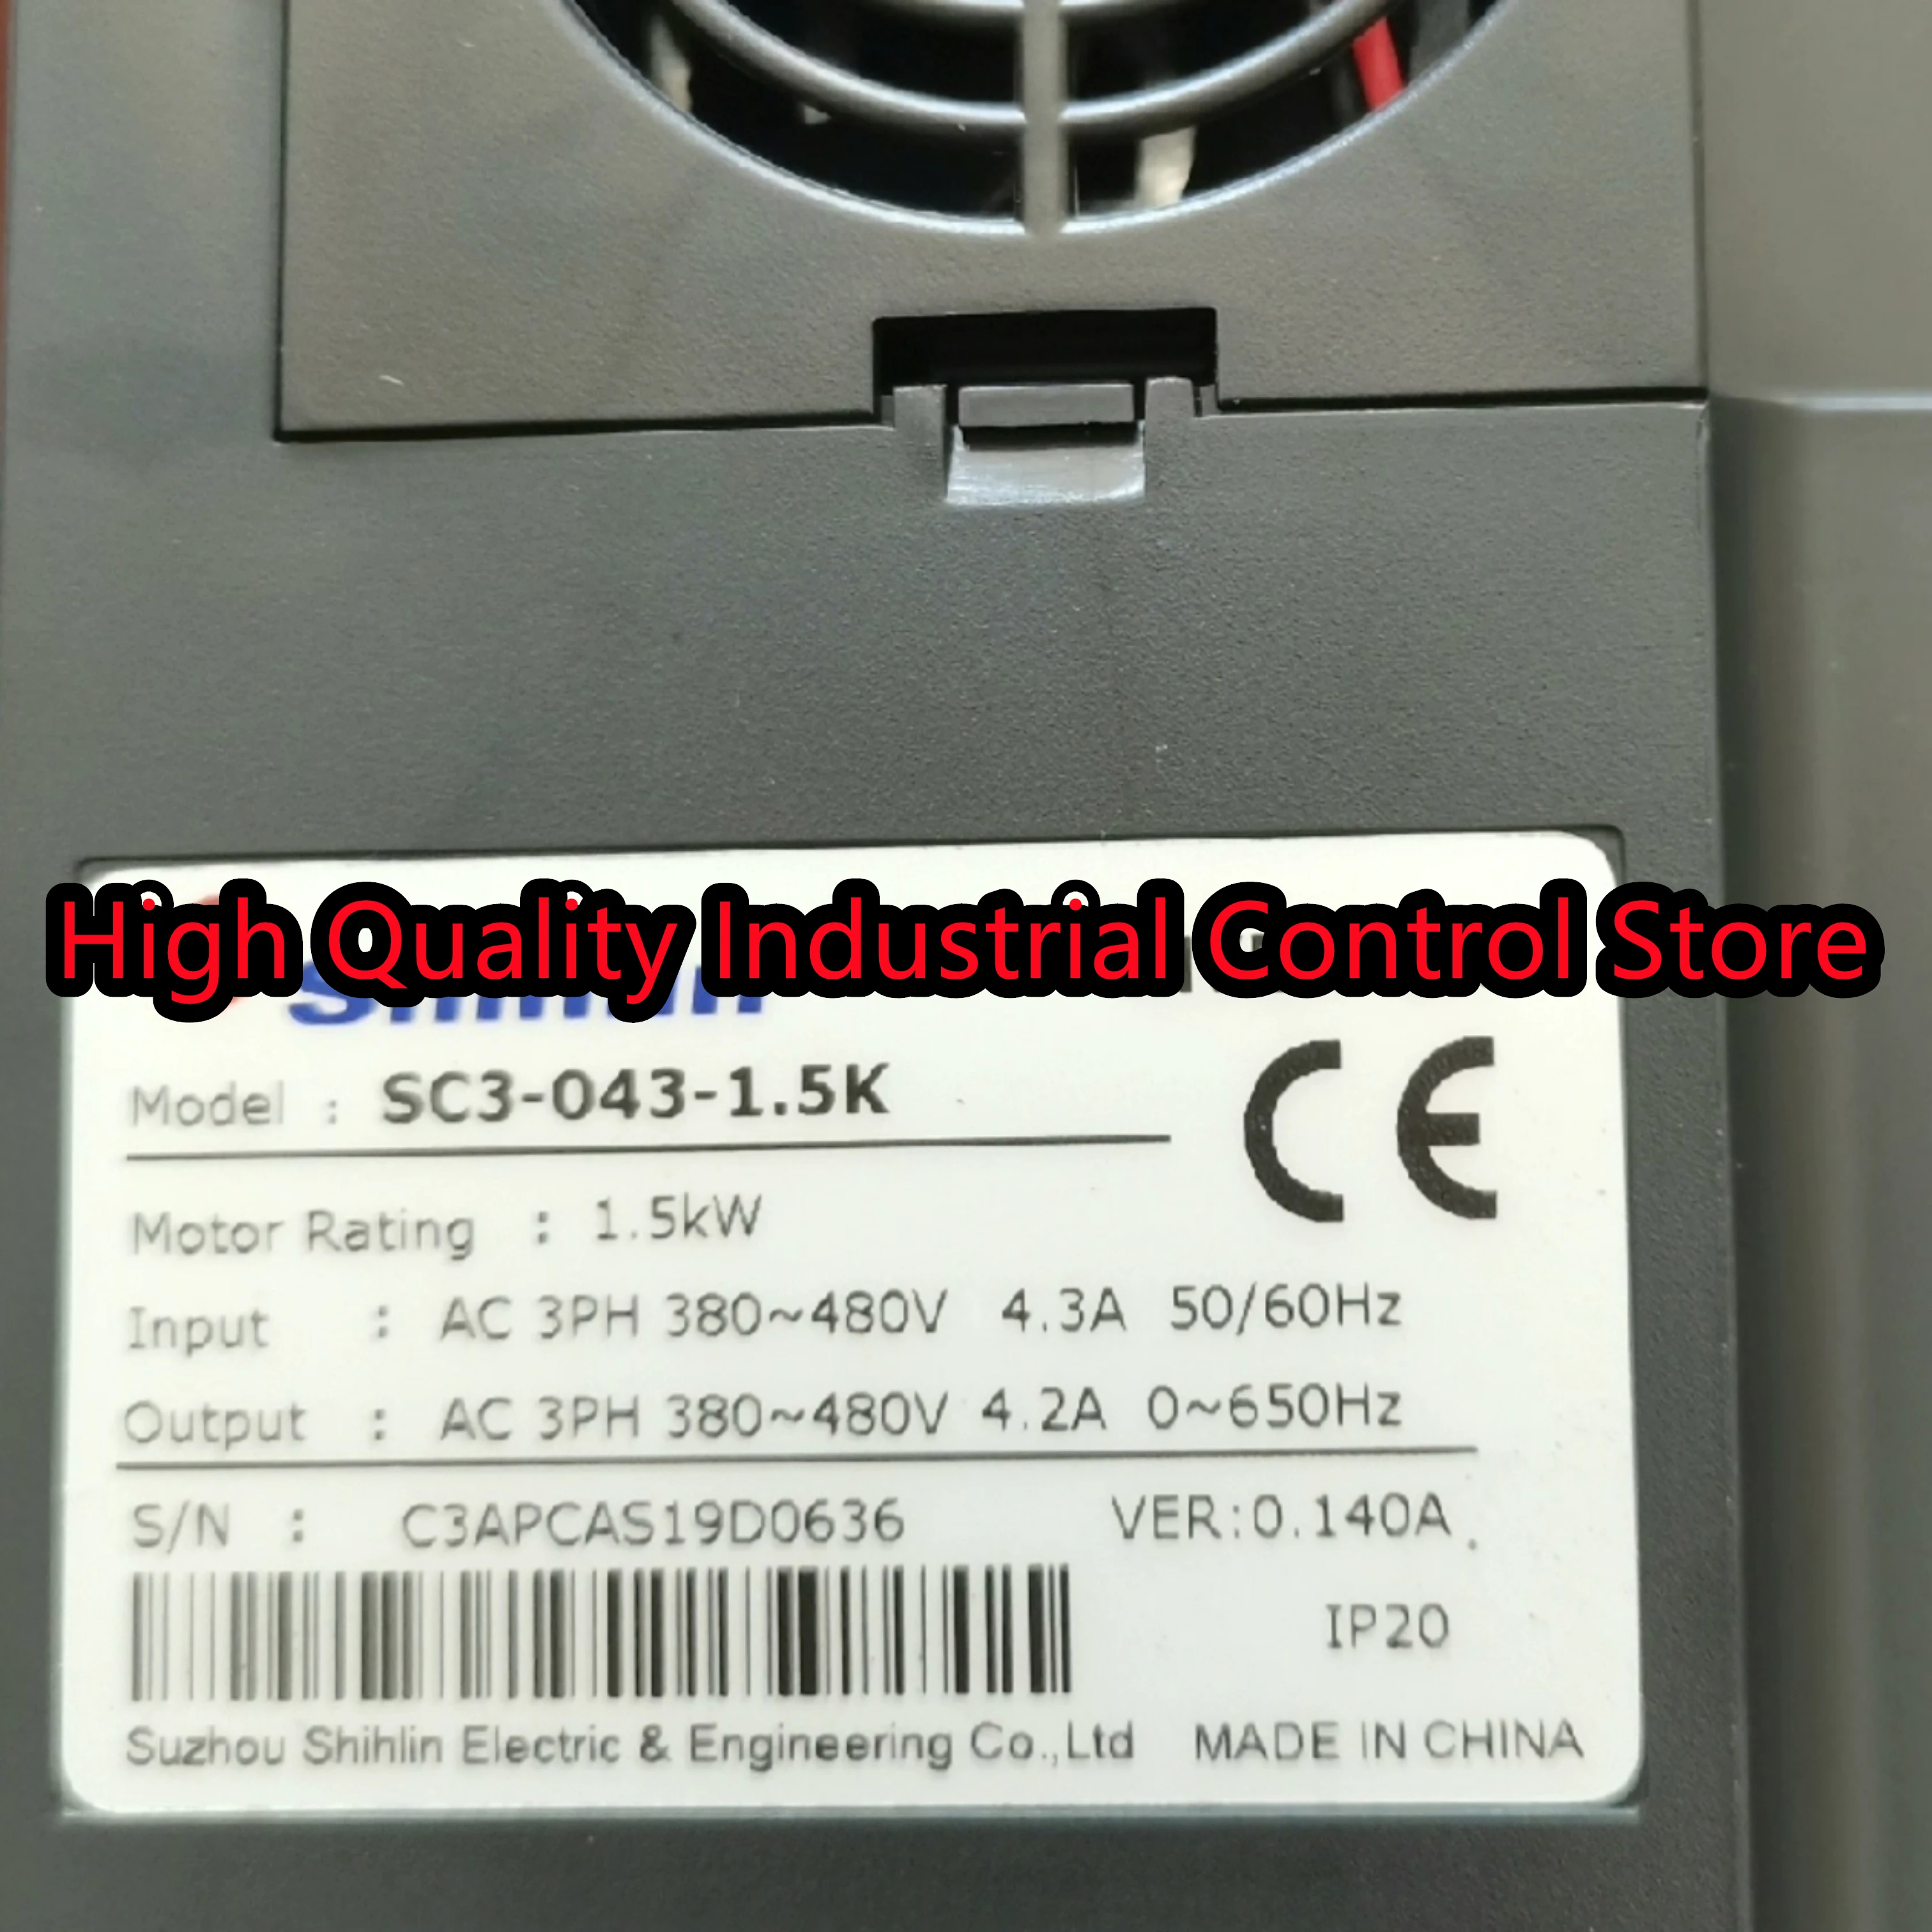 High Quality Industrial Control Store
Shihlin
Model : SC3-043-1.5K
CE
Motor Rating : 1.5kW
Input : AC 3PH 380~480V 4.3A 50/60Hz
Output : AC 3PH 380~480V 4.2A 0~650Hz
S/N : C3APCAS19D0636 VER:0.140A
IP20
Suzhou Shihlin Electric & Engineering Co.,Ltd MADE IN CHINA